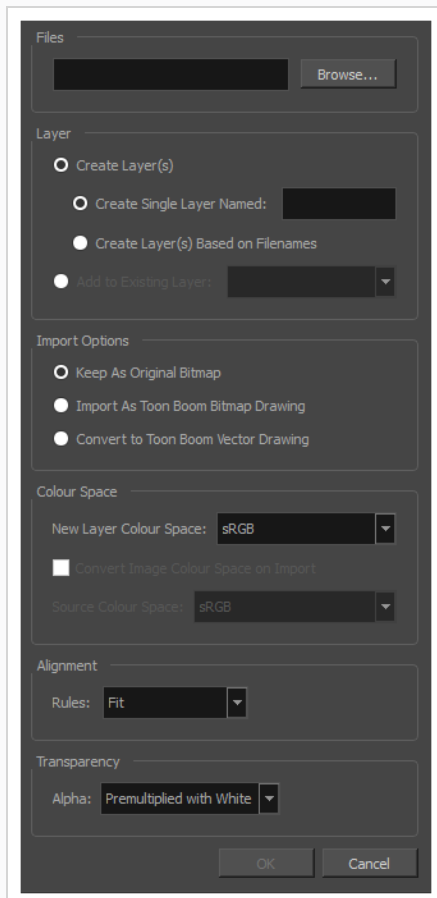 Files
Browse...
Layer
Create Layer(s)
Create Single Layer Named:
Create Layer(s) Based on Filenames
Add to Existing Layer:
Import Options
Keep As Original Bitmap
Import As Toon Boom Bitmap Drawing
Convert to Toon Boom Vector Drawing
Colour Space
New Layer Colour Space: sRGB
Convert Image Colour Space on Import
Source Colour Space: sRGB
Alignment
Rules: Fit
Transparency
Alpha: Premultiplied with White
OK Cancel